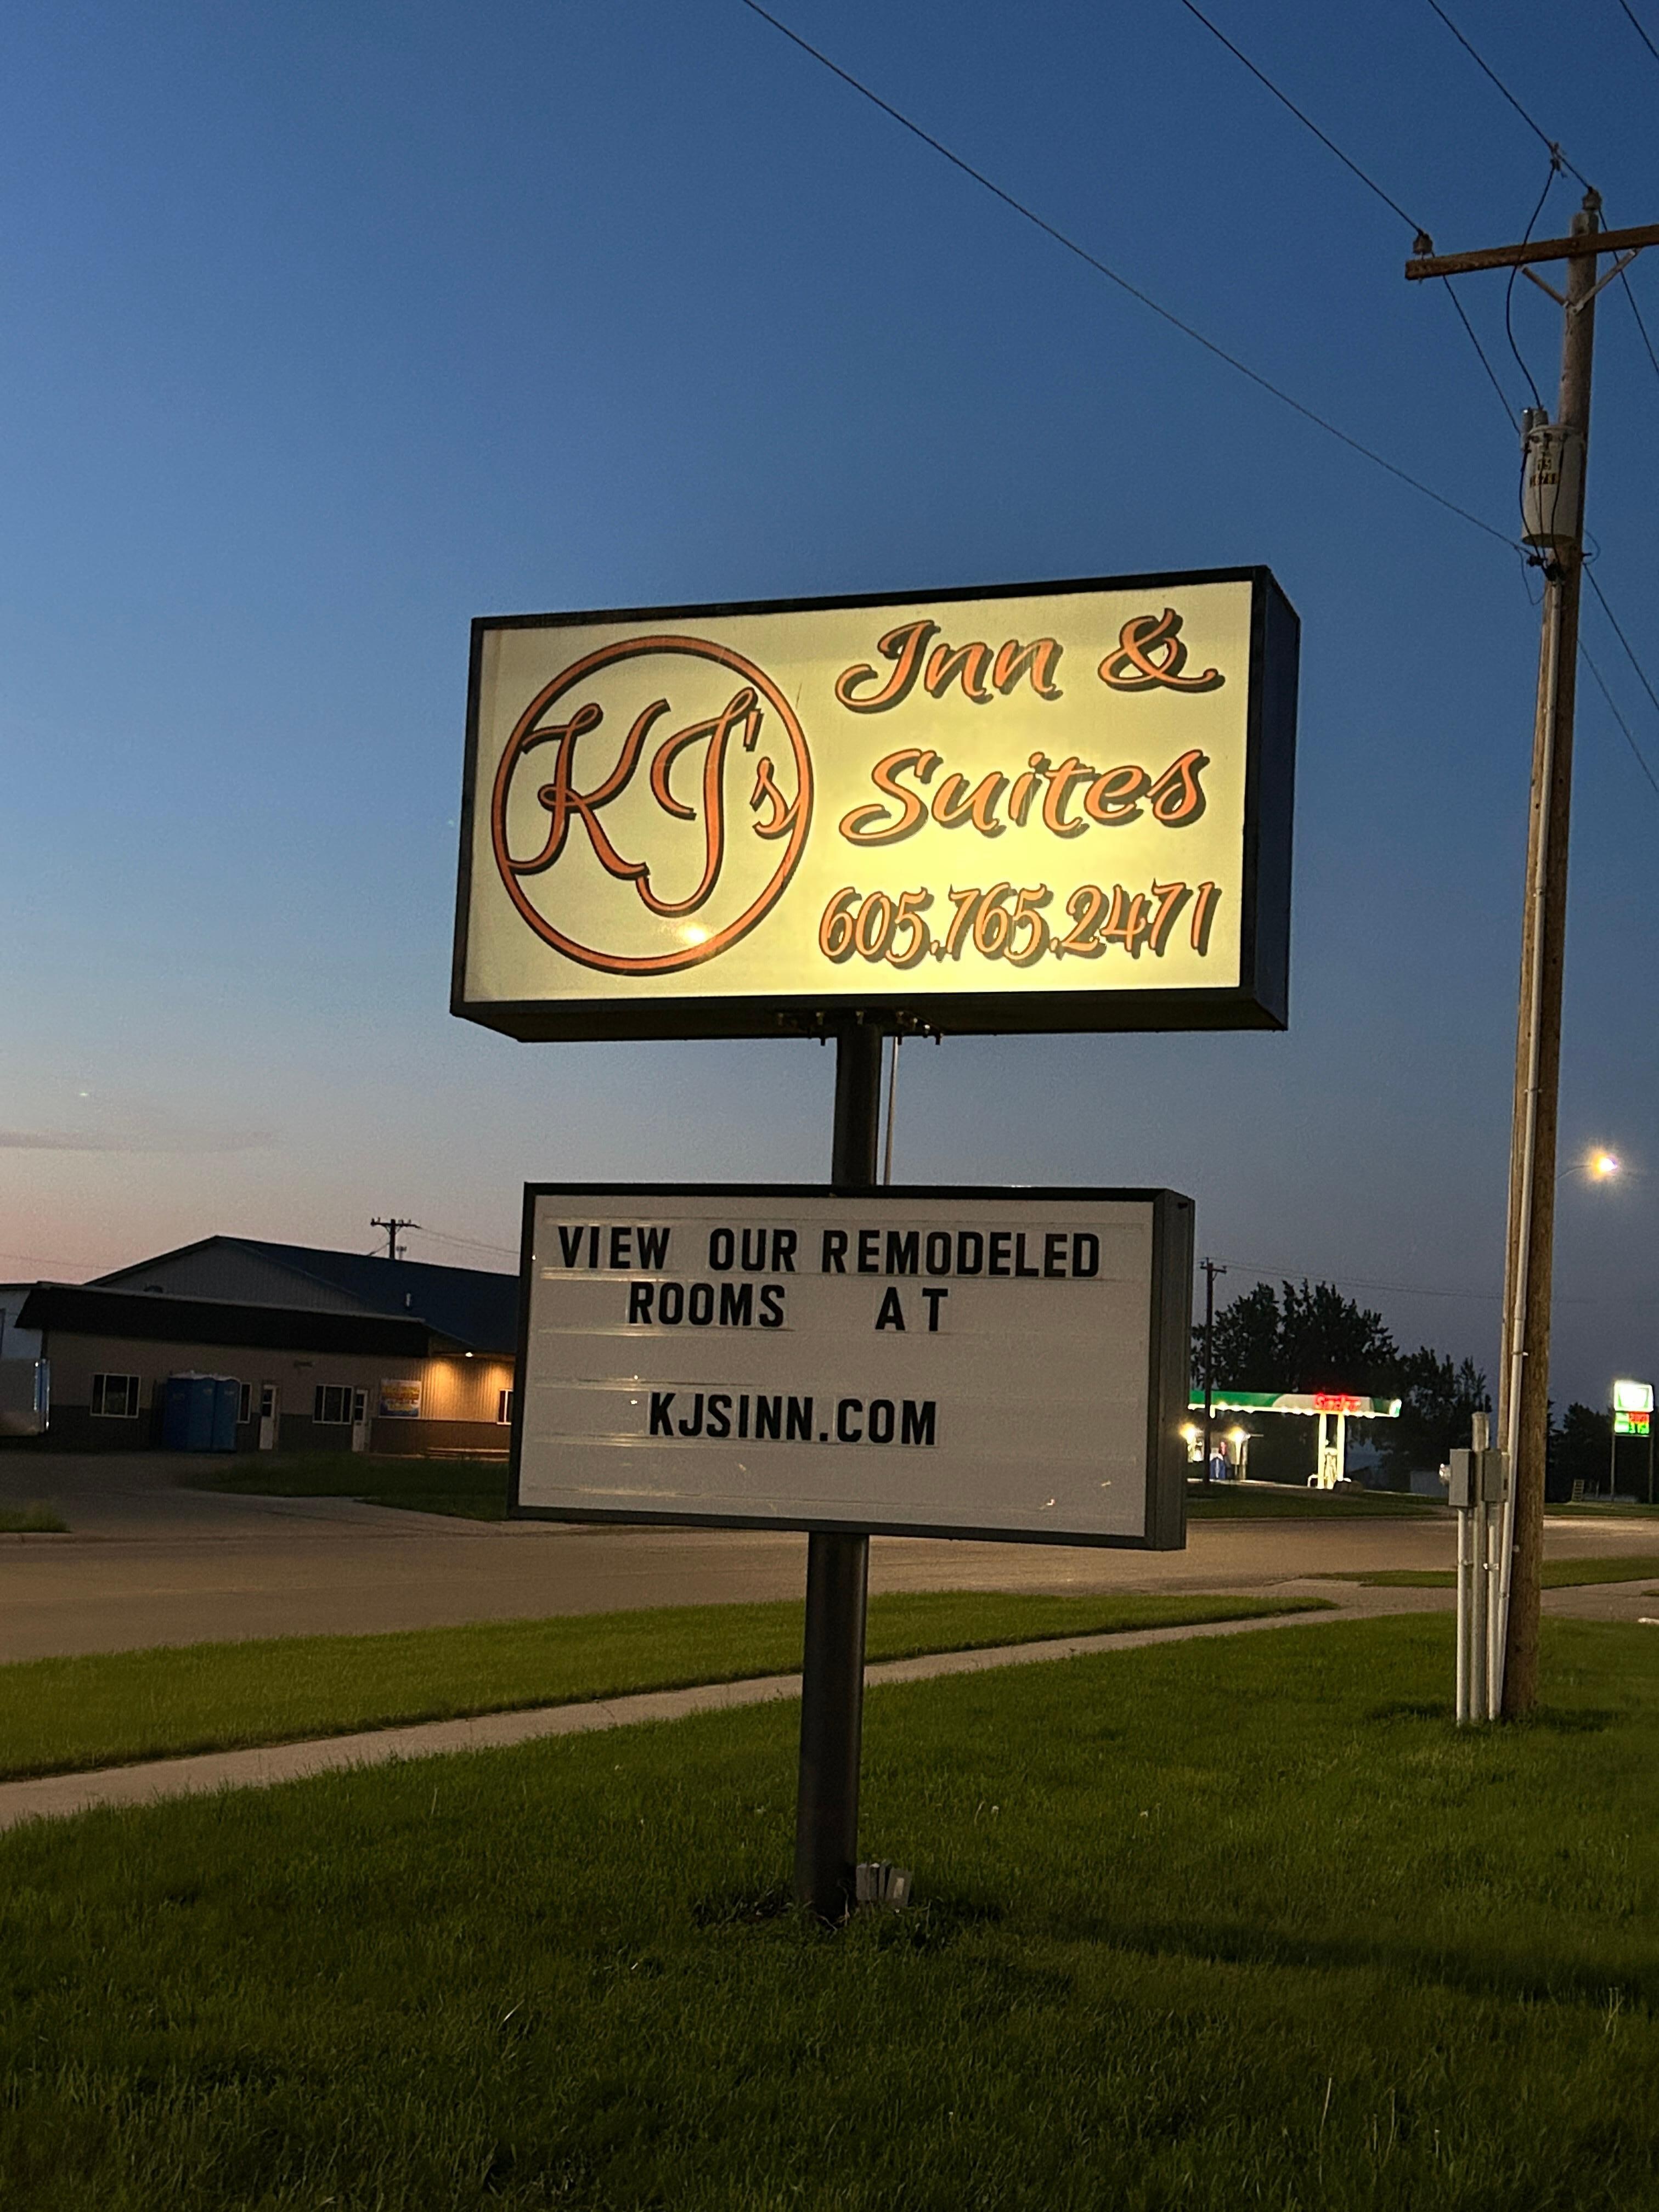 KJ's
Inn &
Suites
605.765.2471
VIEW OUR REMODELED
ROOMS AT
KJSINN.COM